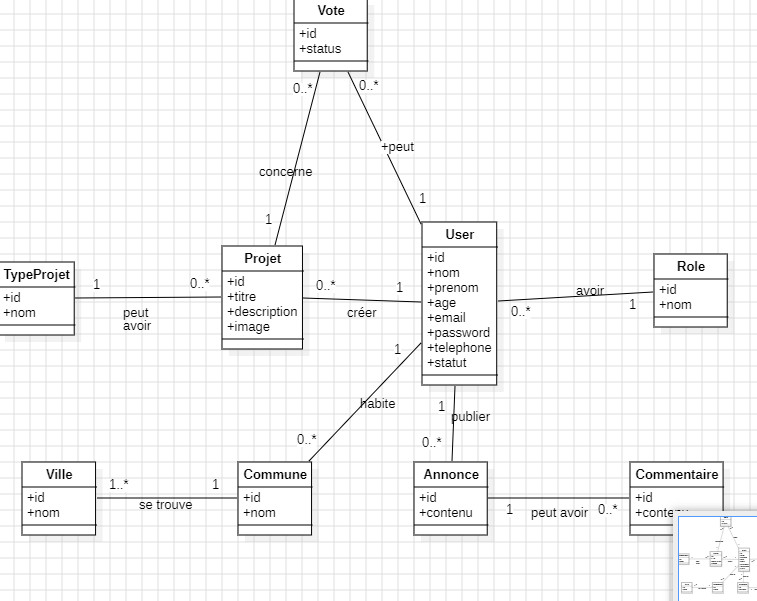 Vote
+id
+status
0..*
0..*
+peut
concerne
1
1
TypeProjet
+id
+nom
1
0..*
peut
avoir
Projet
+id
+titre
+description
+image
0..*
1
créer
User
+id
+nom
+prenom
+age
+email
+password
+telephone
+statut
avoir
0..*
1
Role
+id
+nom
1
habite
0..*
1
publier
0..*
Ville
+id
+nom
1..*
1
se trouve
Commune
+id
+nom
Annonce
+id
+contenu
1
peut avoir
0..*
Commentaire
+id